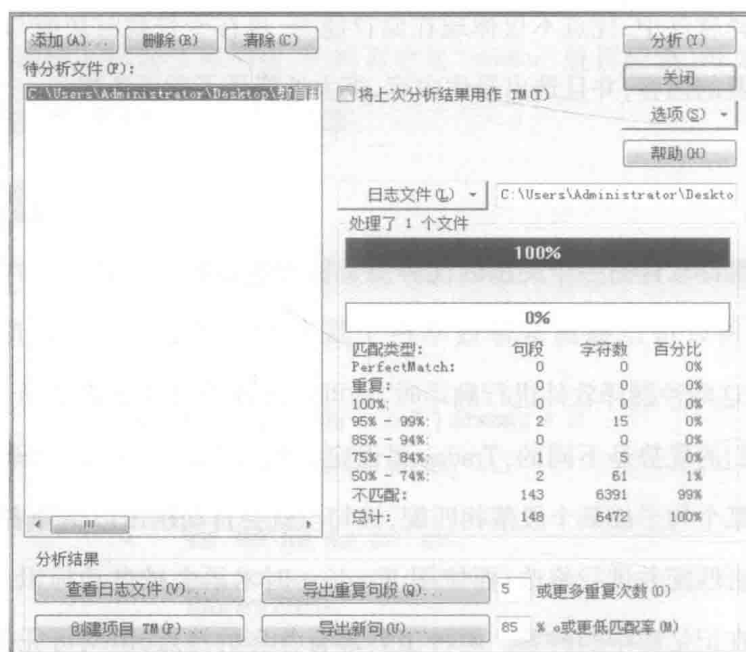 添加(A)... 删除(R) 清除(C) 分析(Y)
待分析文件(F): 关闭
C:\Users\Administrator\Desktop\ 将上次分析结果用作 TM(T)
选项(S)
帮助(H)
日志文件(L) C:\Users\Administrator\Deskto
处理了 1 个文件
100%
0%
匹配类型: 句段 字符数 百分比
PerfectMatch: 0 0 0%
重复: 0 0 0%
100%: 0 0 0%
95% - 99%: 2 15 0%
85% - 94%: 0 0 0%
75% - 84%: 1 5 0%
50% - 74%: 2 61 1%
不匹配: 143 6391 99%
总计: 148 6472 100%
分析结果
查看日志文件(V) 导出重复句段(Q)... 5 或更多重复次数(O)
创建项目 TM(P)... 导出新句(U)... 85 % 或更低匹配率(M)